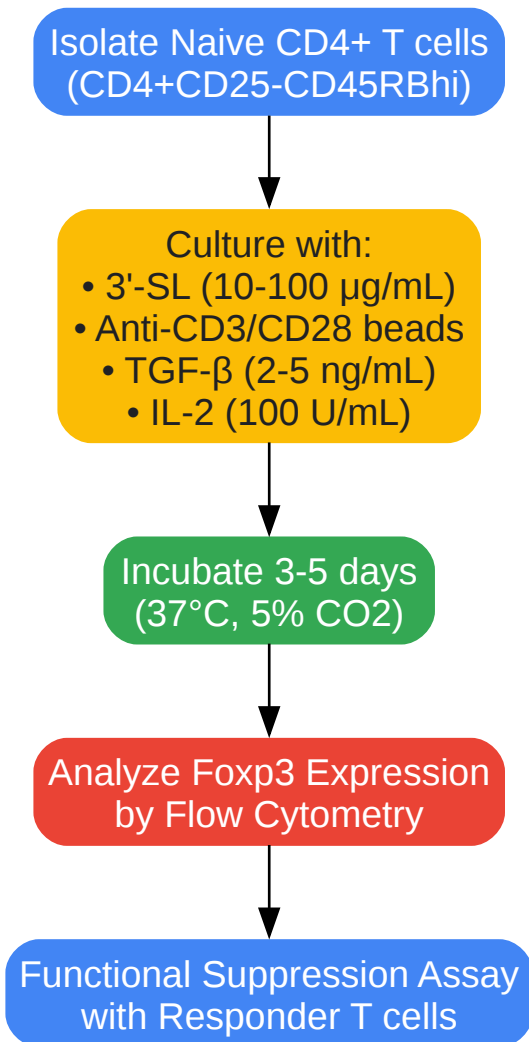 Isolate Naive CD4+ T cells
(CD4+CD25-CD45RBhi)
Culture with:
• 3'-SL (10-100 μg/mL)
• Anti-CD3/CD28 beads
• TGF-β (2-5 ng/mL)
• IL-2 (100 U/mL)
Incubate 3-5 days
(37°C, 5% CO2)
Analyze Foxp3 Expression
by Flow Cytometry
Functional Suppression Assay
with Responder T cells